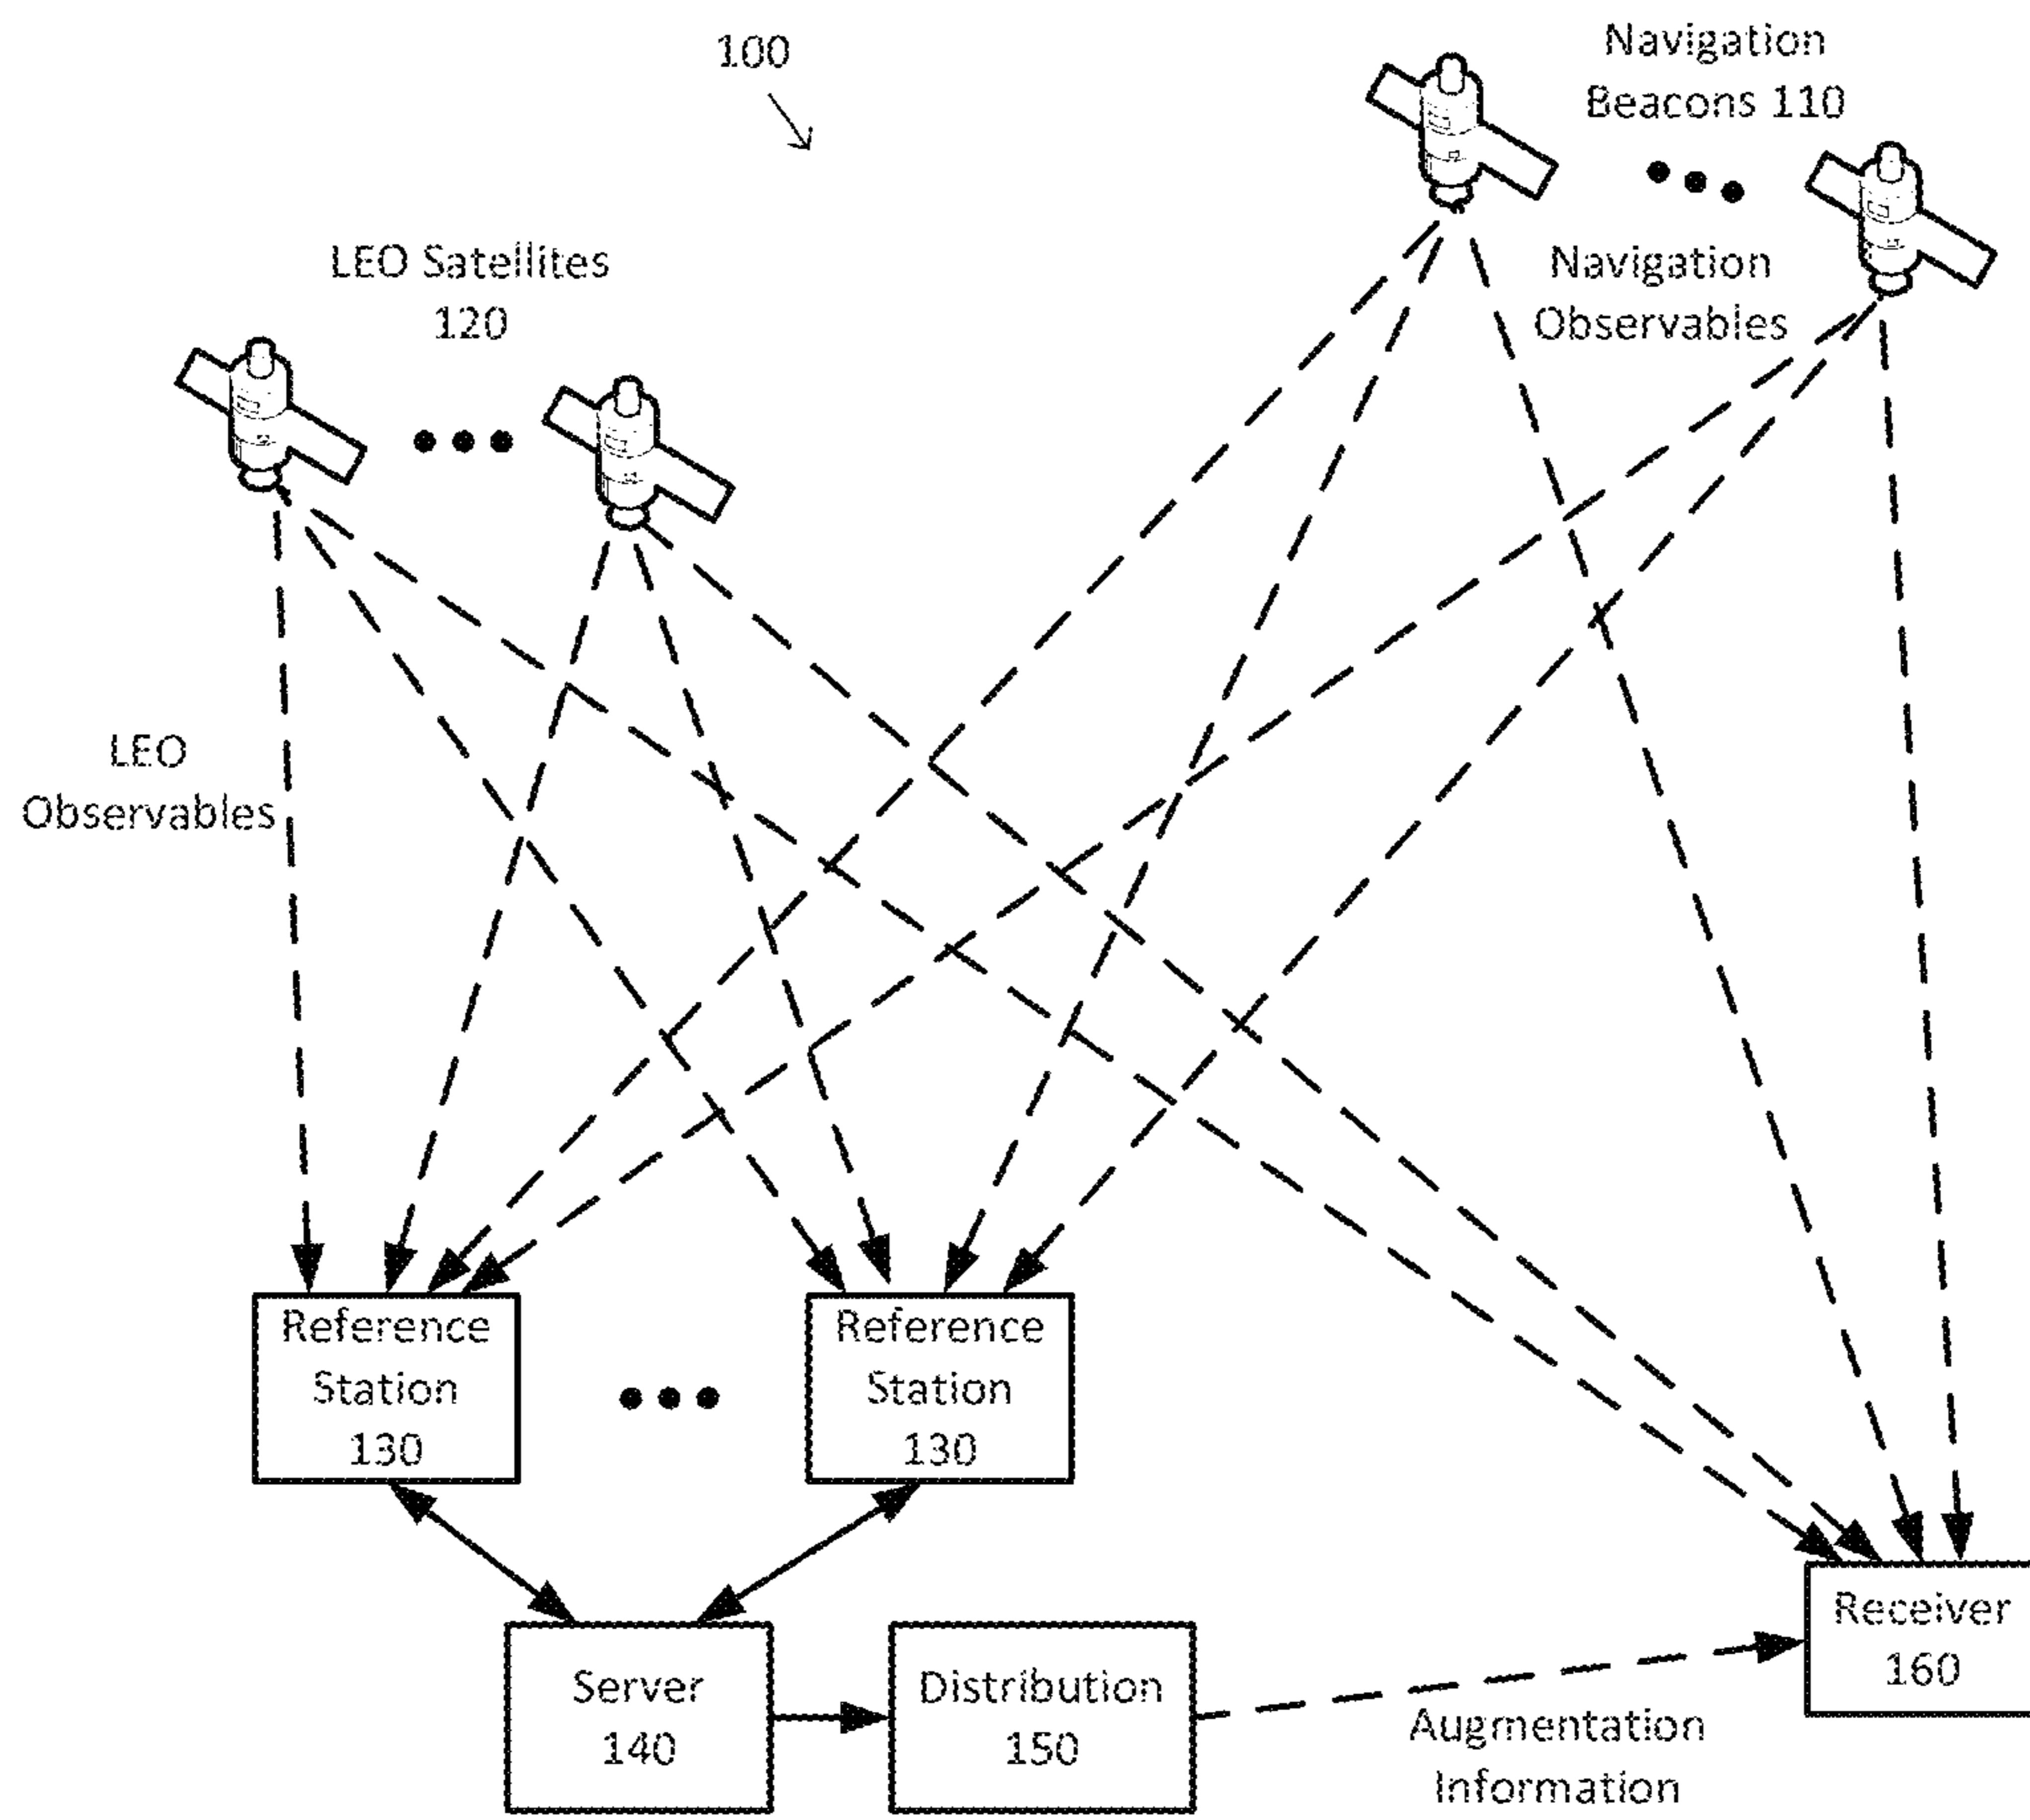 100
Navigation
Beacons 110
LEO Satellites
120
Navigation
Observables
LEO
Observables
Reference
Station
130
Reference
Station
130
Server
140
Distribution
150
Augmentation
Information
Receiver
160